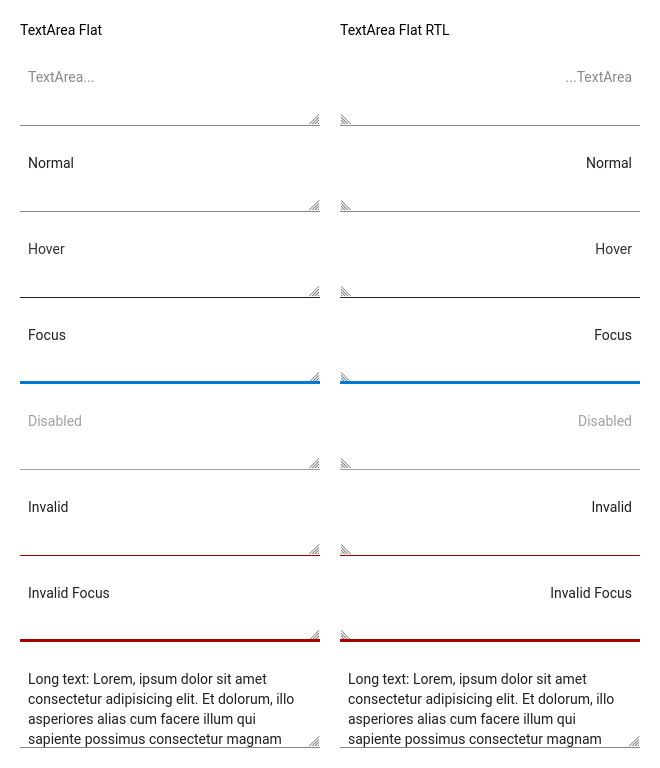 TextArea Flat
TextArea Flat RTL
TextArea...
...TextArea
Normal
Normal
Hover
Hover
Focus
Focus
Disabled
Disabled
Invalid
Invalid
Invalid Focus
Invalid Focus
Long text: Lorem, ipsum dolor sit amet
consectetur adipisicing elit. Et dolorum, illo
asperiores alias cum facere illum qui
sapiente possimus consectetur magnam
Long text: Lorem, ipsum dolor sit amet
consectetur adipisicing elit. Et dolorum, illo
asperiores alias cum facere illum qui
sapiente possimus consectetur magnam